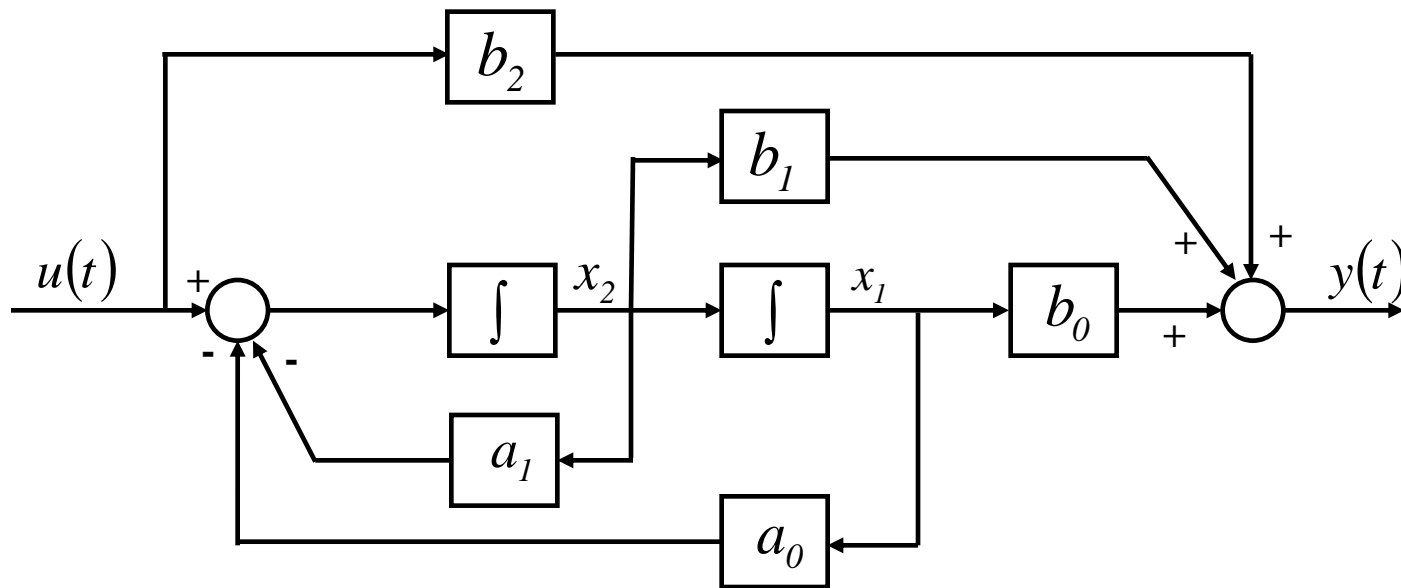 b₂
b₁
u(t)
+
∫
x₂
∫
x₁
b₀
+
+
+
y(t)
-
-
a₁
a₀